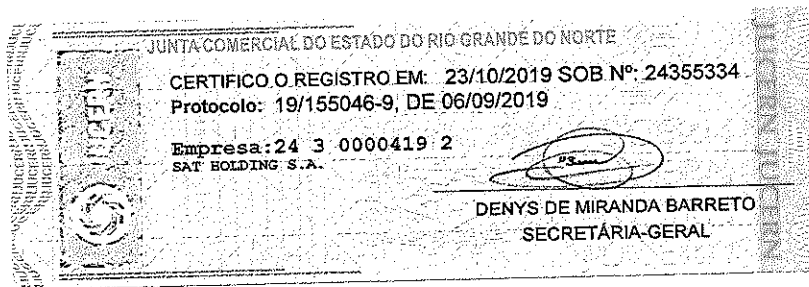 JUNTA COMERCIAL DO ESTADO DO RIO GRANDE DO NORTE
CERTIFICO O REGISTRO EM: 23/10/2019 SOB Nº: 24355334
Protocolo: 19/155046-9, DE 06/09/2019
Empresa:24 3 0000419 2
SAT HOLDING S.A.
DENYS DE MIRANDA BARRETO
SECRETÁRIA-GERAL
JUCERN JUCERN